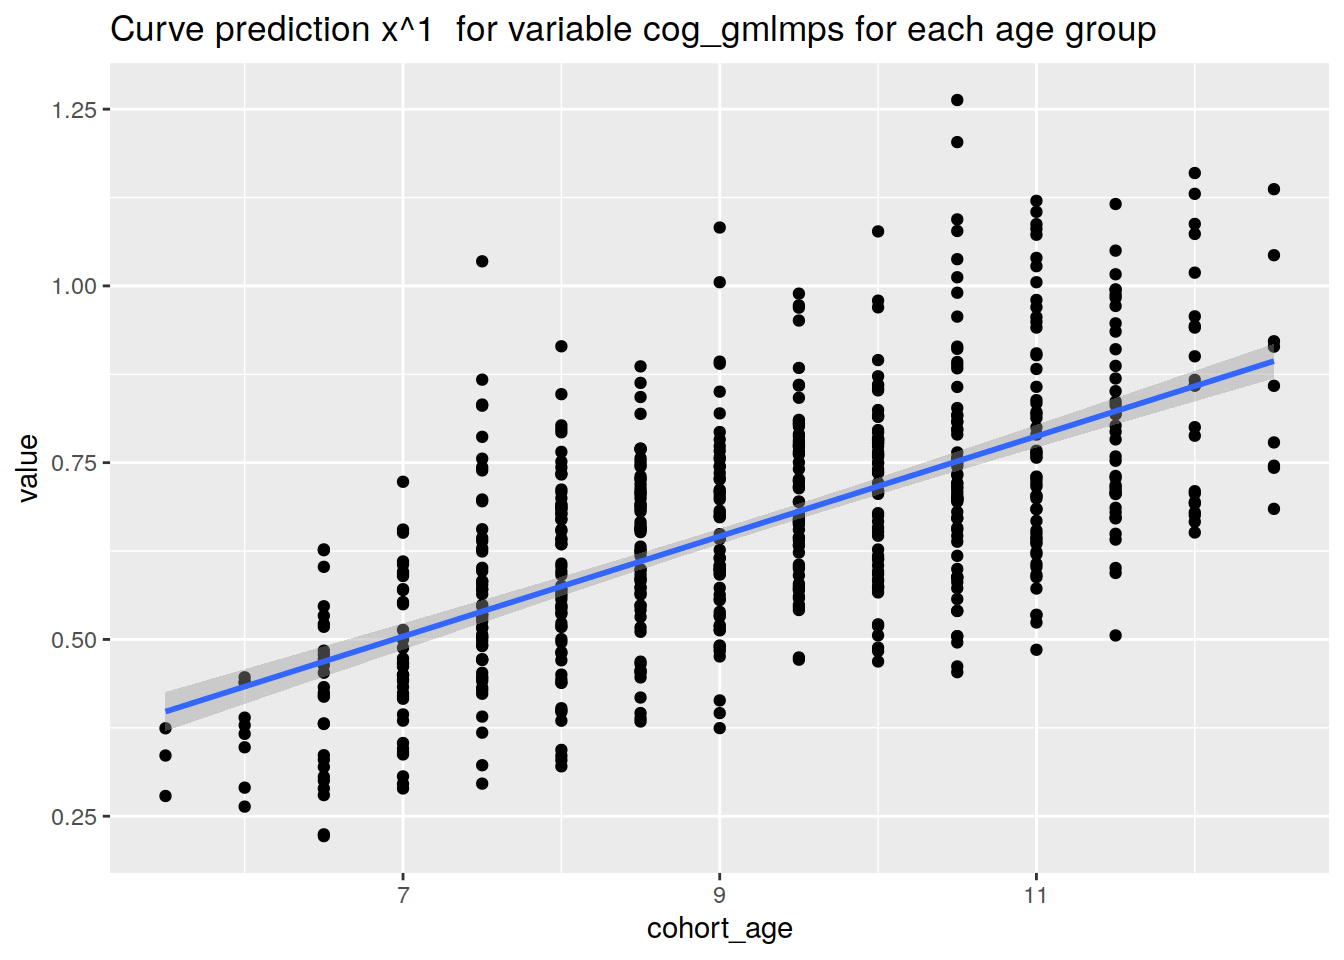 Curve prediction x^1  for variable cog_gmlmps for each age group
1.25
1.00
0.75
0.50
0.25
value
7 9 11
cohort_age